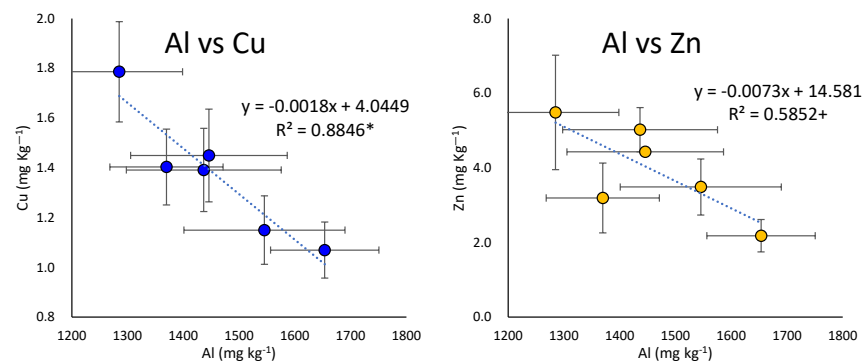 Al vs Cu
y = -0.0018x + 4.0449
R² = 0.8846*
Cu (mg Kg⁻¹)
2.0
1.8
1.6
1.4
1.2
1.0
0.8
1200 1300 1400 1500 1600 1700 1800
Al (mg kg⁻¹)
Al vs Zn
y = -0.0073x + 14.581
R² = 0.5852+
Zn (mg Kg⁻¹)
8.0
6.0
4.0
2.0
0.0
1200 1300 1400 1500 1600 1700 1800
Al (mg kg⁻¹)